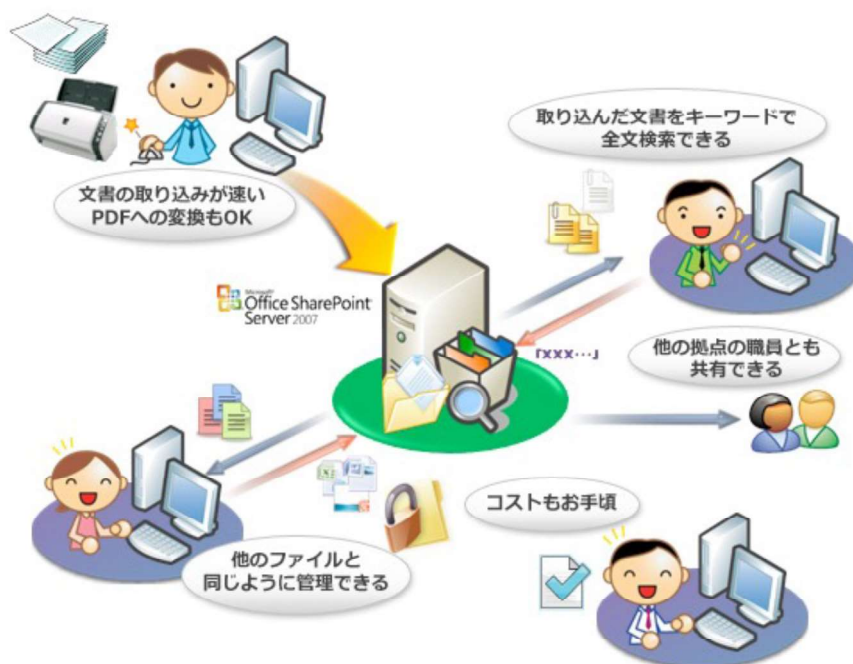 取り込んだ文書をキーワードで
全文検索できる
文書の取り込みが速い
PDFへの変換もOK
Microsoft
Office SharePoint
Server 2007
「xxx・・・」
他の拠点の職員とも
共有できる
コストもお手頃
他のファイルと
同じように管理できる